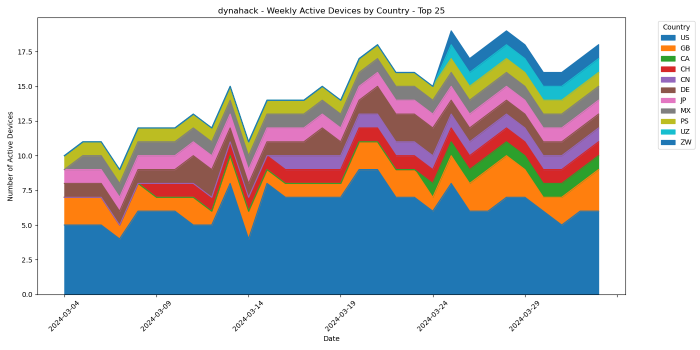 dynahack - Weekly Active Devices by Country - Top 25
Number of Active Devices
17.5
15.0
12.5
10.0
7.5
5.0
2.5
0.0
2024-03-04
2024-03-09
2024-03-14
2024-03-19
2024-03-24
2024-03-29
Date
Country
US
GB
CA
CH
CN
DE
JP
MX
PS
UZ
ZW